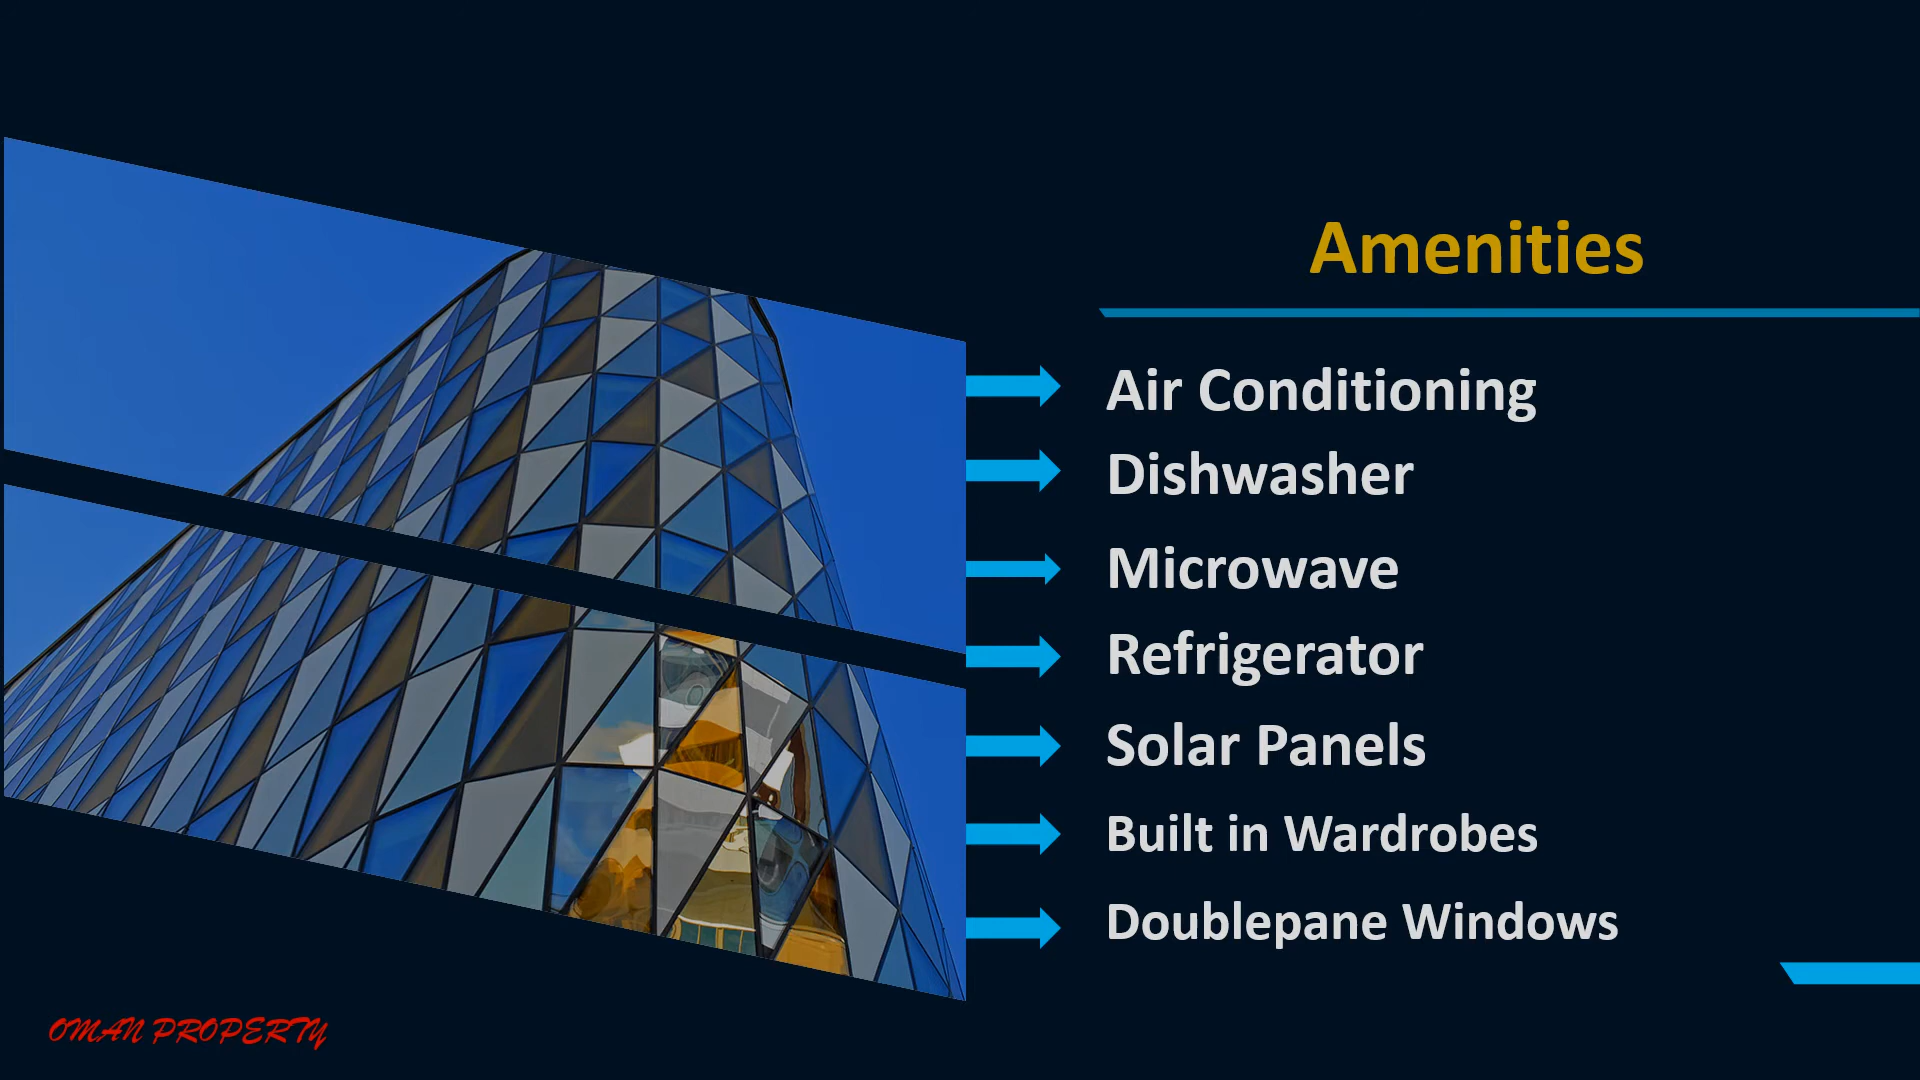 Amenities
Air Conditioning
Dishwasher
Microwave
Refrigerator
Solar Panels
Built in Wardrobes
Doublepane Windows
OMAN PROPERTY